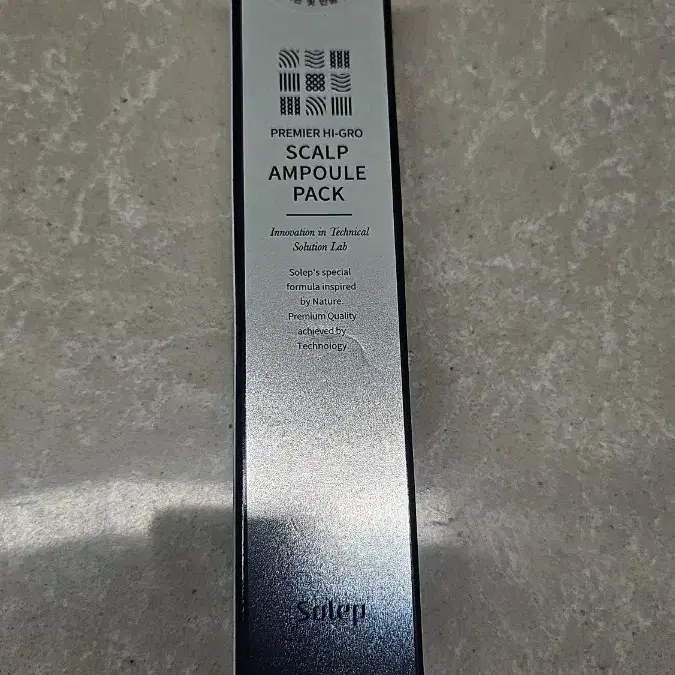 PREMIER HI-GRO
SCALP
AMPOULE
PACK
Innovation in Technical
Solution Lab
Solep's special
formula inspired
by Nature.
Premium Quality
achieved by
Technology.
Solep